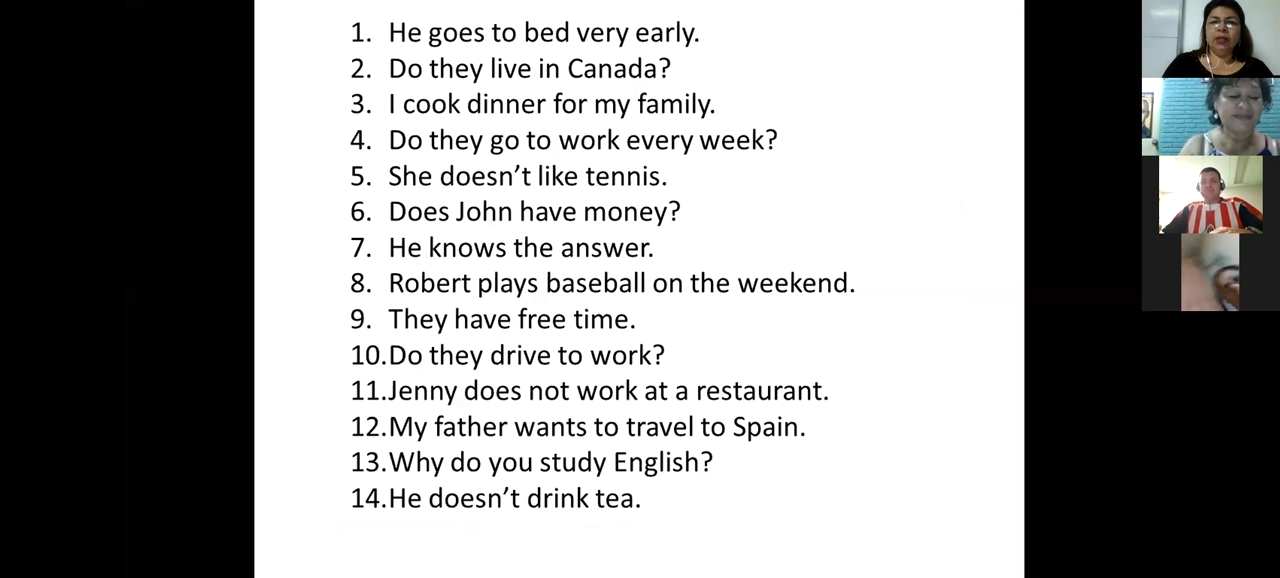 1. He goes to bed very early.
2. Do they live in Canada?
3. I cook dinner for my family.
4. Do they go to work every week?
5. She doesn’t like tennis.
6. Does John have money?
7. He knows the answer.
8. Robert plays baseball on the weekend.
9. They have free time.
10.Do they drive to work?
11.Jenny does not work at a restaurant.
12.My father wants to travel to Spain.
13.Why do you study English?
14.He doesn’t drink tea.